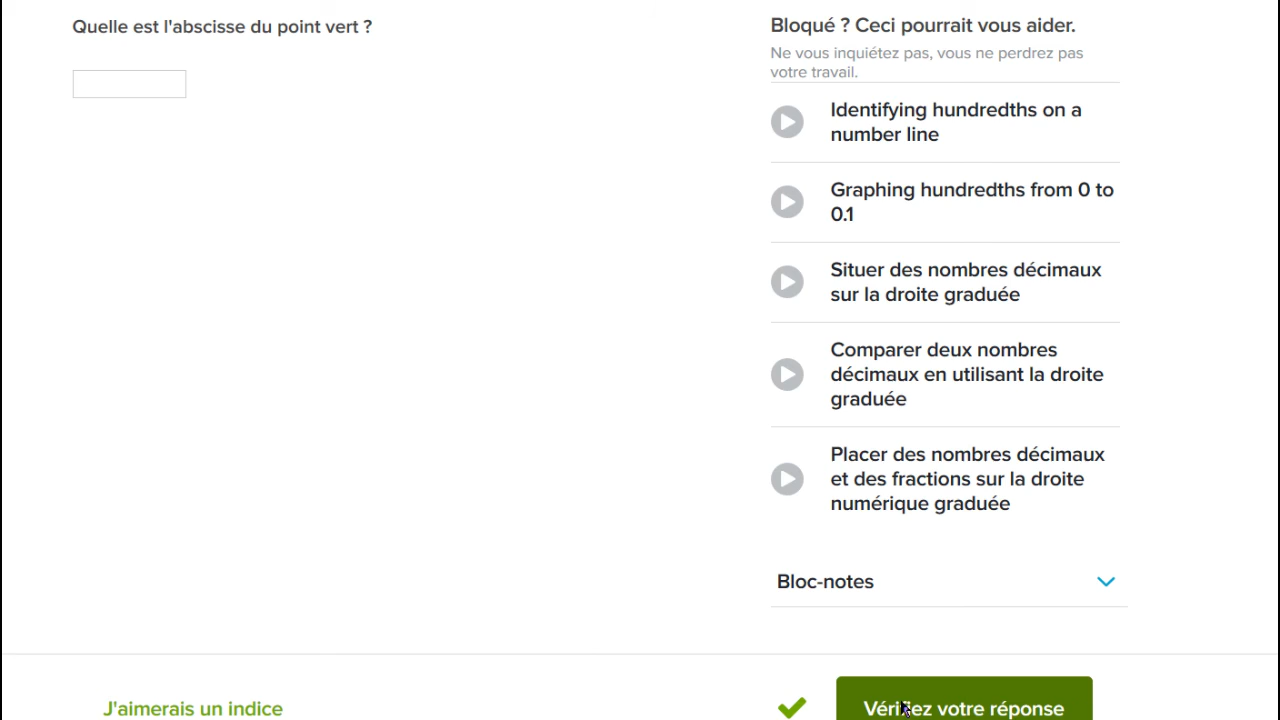 Quelle est l'abscisse du point vert ?
Bloqué ? Ceci pourrait vous aider.
Ne vous inquiétez pas, vous ne perdrez pas
votre travail.
Identifying hundredths on a
number line
Graphing hundredths from 0 to
0.1
Situer des nombres décimaux
sur la droite graduée
Comparer deux nombres
décimaux en utilisant la droite
graduée
Placer des nombres décimaux
et des fractions sur la droite
numérique graduée
Bloc-notes
J'aimerais un indice
Vérifiez votre réponse